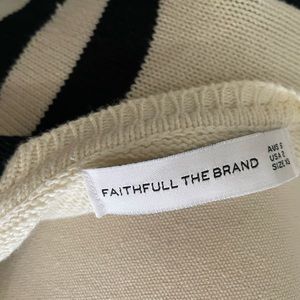 FAITHFULL THE BRAND
AUS 6
USA 2
SIZE XS